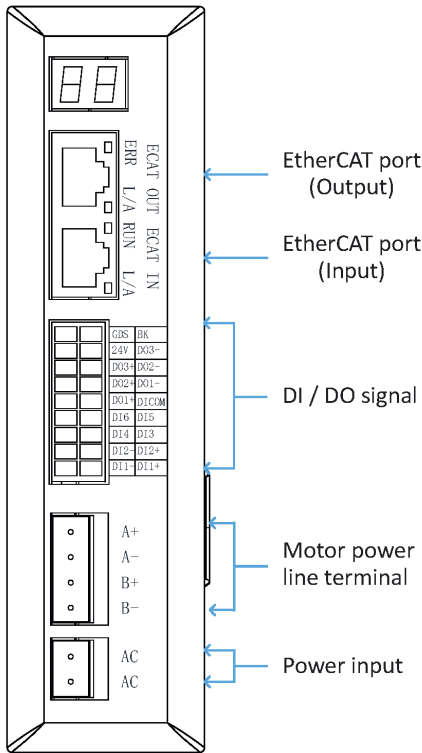 88
ERR
L/A
RUN
L/A
ECAT OUT
ECAT IN
EtherCAT port
(Output)
EtherCAT port
(Input)
GDS BK
24V DO3-
DO3+ DO2-
DO2+ DO1-
DO1+ DICOM
DI6 DI5
DI4 DI3
DI2- DI2+
DI1- DI1+
DI / DO signal
A+
A-
B+
B-
Motor power
line terminal
AC
AC
Power input